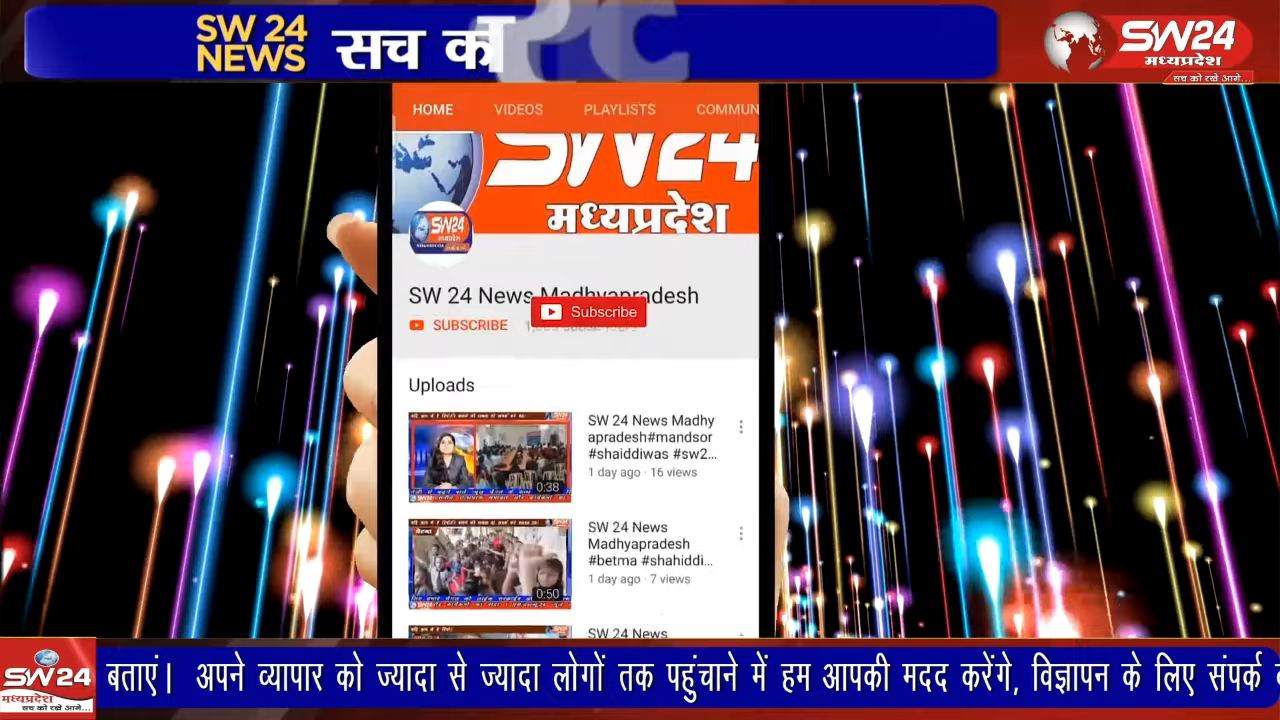 SW 24
NEWS
सच का
SW24
मध्यप्रदेश
सच को रखे आगे...
HOME VIDEOS PLAYLISTS COMMUN
SW24
मध्यप्रदेश
SW24
SW 24 News Madhyapradesh
SUBSCRIBE
Subscribe
Uploads
SW 24 News Madhy
apradesh#mandsor
#shaiddiwas #sw2...
1 day ago · 16 views
0:38
SW 24 News
Madhyapradesh
#betma #shahiddi...
1 day ago · 7 views
0:50
बेटमा
SW 24 News
SW24
मध्यप्रदेश
सच को रखे आगे...
बताएं। अपने व्यापार को ज्यादा से ज्यादा लोगों तक पहुंचाने में हम आपकी मदद करेंगे, विज्ञापन के लिए संपर्क